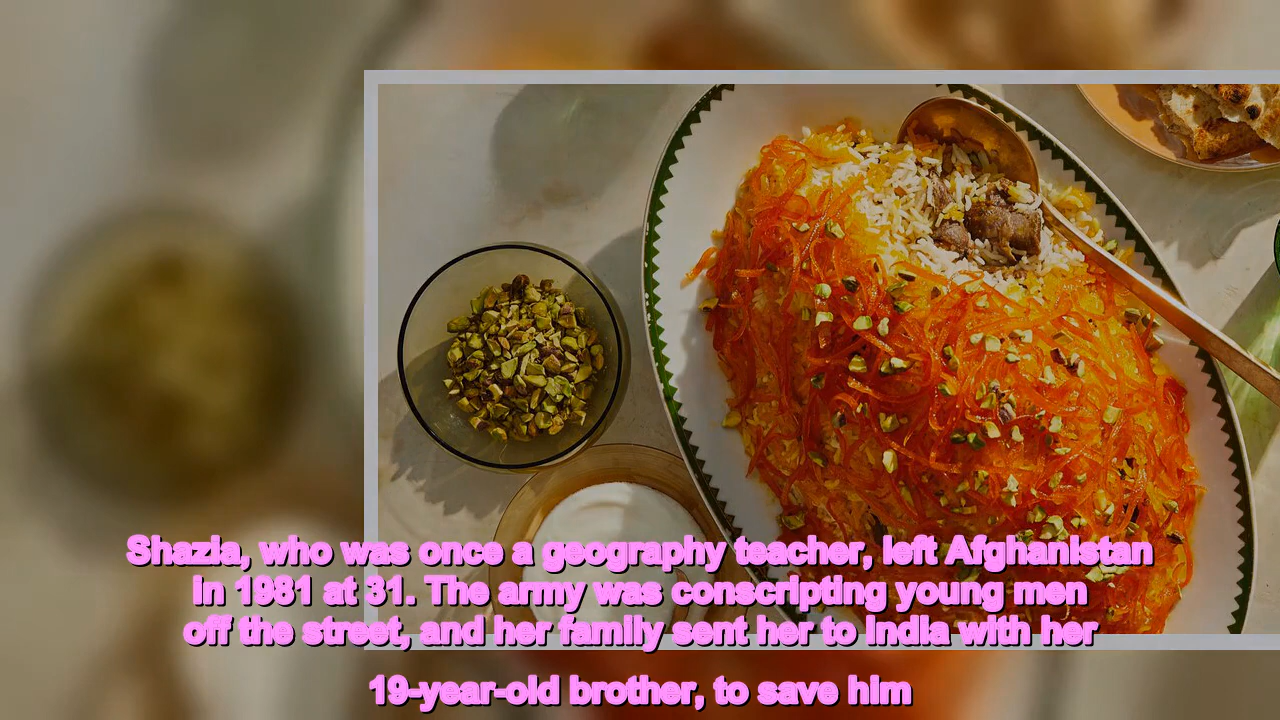 Shazia, who was once a geography teacher, left Afghanistan
in 1981 at 31. The army was conscripting young men
off the street, and her family sent her to India with her
19-year-old brother, to save him